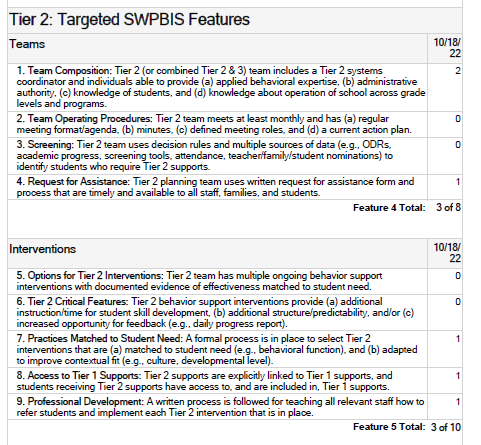 Tier 2: Targeted SWPBIS Features
Teams 10/18/
22
1. Team Composition: Tier 2 (or combined Tier 2 & 3) team includes a Tier 2 systems 2
coordinator and individuals able to provide (a) applied behavioral expertise, (b) administrative
authority, (c) knowledge of students, and (d) knowledge about operation of school across grade
levels and programs.
2. Team Operating Procedures: Tier 2 team meets at least monthly and has (a) regular 0
meeting format/agenda, (b) minutes, (c) defined meeting roles, and (d) a current action plan.
3. Screening: Tier 2 team uses decision rules and multiple sources of data (e.g., ODRs, 0
academic progress, screening tools, attendance, teacher/family/student nominations) to
identify students who require Tier 2 supports.
4. Request for Assistance: Tier 2 planning team uses written request for assistance form and 1
process that are timely and available to all staff, families, and students.
Feature 4 Total: 3 of 8
Interventions 10/18/
22
5. Options for Tier 2 Interventions: Tier 2 team has multiple ongoing behavior support 0
interventions with documented evidence of effectiveness matched to student need.
6. Tier 2 Critical Features: Tier 2 behavior support interventions provide (a) additional 0
instruction/time for student skill development, (b) additional structure/predictability, and/or (c)
increased opportunity for feedback (e.g., daily progress report).
7. Practices Matched to Student Need: A formal process is in place to select Tier 2 1
interventions that are (a) matched to student need (e.g., behavioral function), and (b) adapted
to improve contextual fit (e.g., culture, developmental level).
8. Access to Tier 1 Supports: Tier 2 supports are explicitly linked to Tier 1 supports, and 1
students receiving Tier 2 supports have access to, and are included in, Tier 1 supports.
9. Professional Development: A written process is followed for teaching all relevant staff how to 1
refer students and implement each Tier 2 intervention that is in place.
Feature 5 Total: 3 of 10